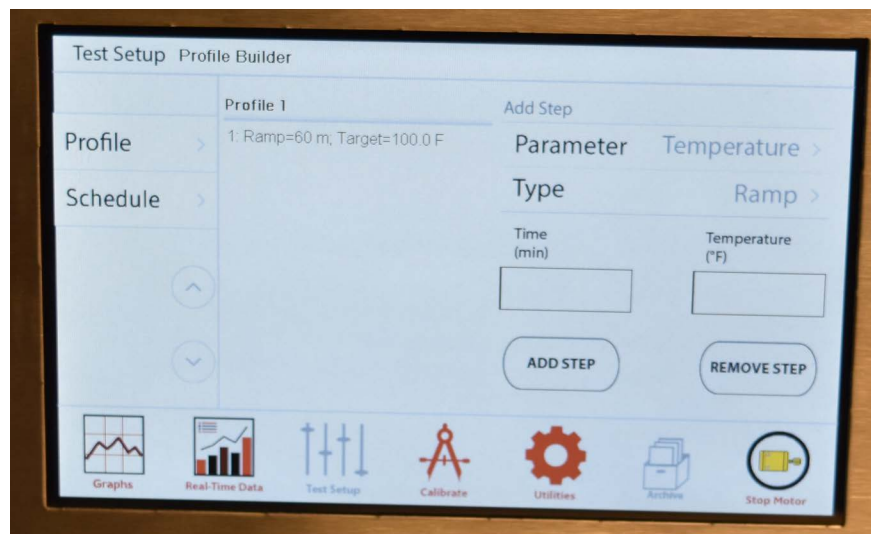 Test Setup Profile Builder
Profile 1
Add Step
Profile
1: Ramp=60 m; Target=100.0 F
Parameter Temperature
Schedule
Type Ramp
Time
(min)
Temperature
(°F)
ADD STEP
REMOVE STEP
Graphs
Real-Time Data
Test Setup
Calibrate
Utilities
Archive
Stop Motor